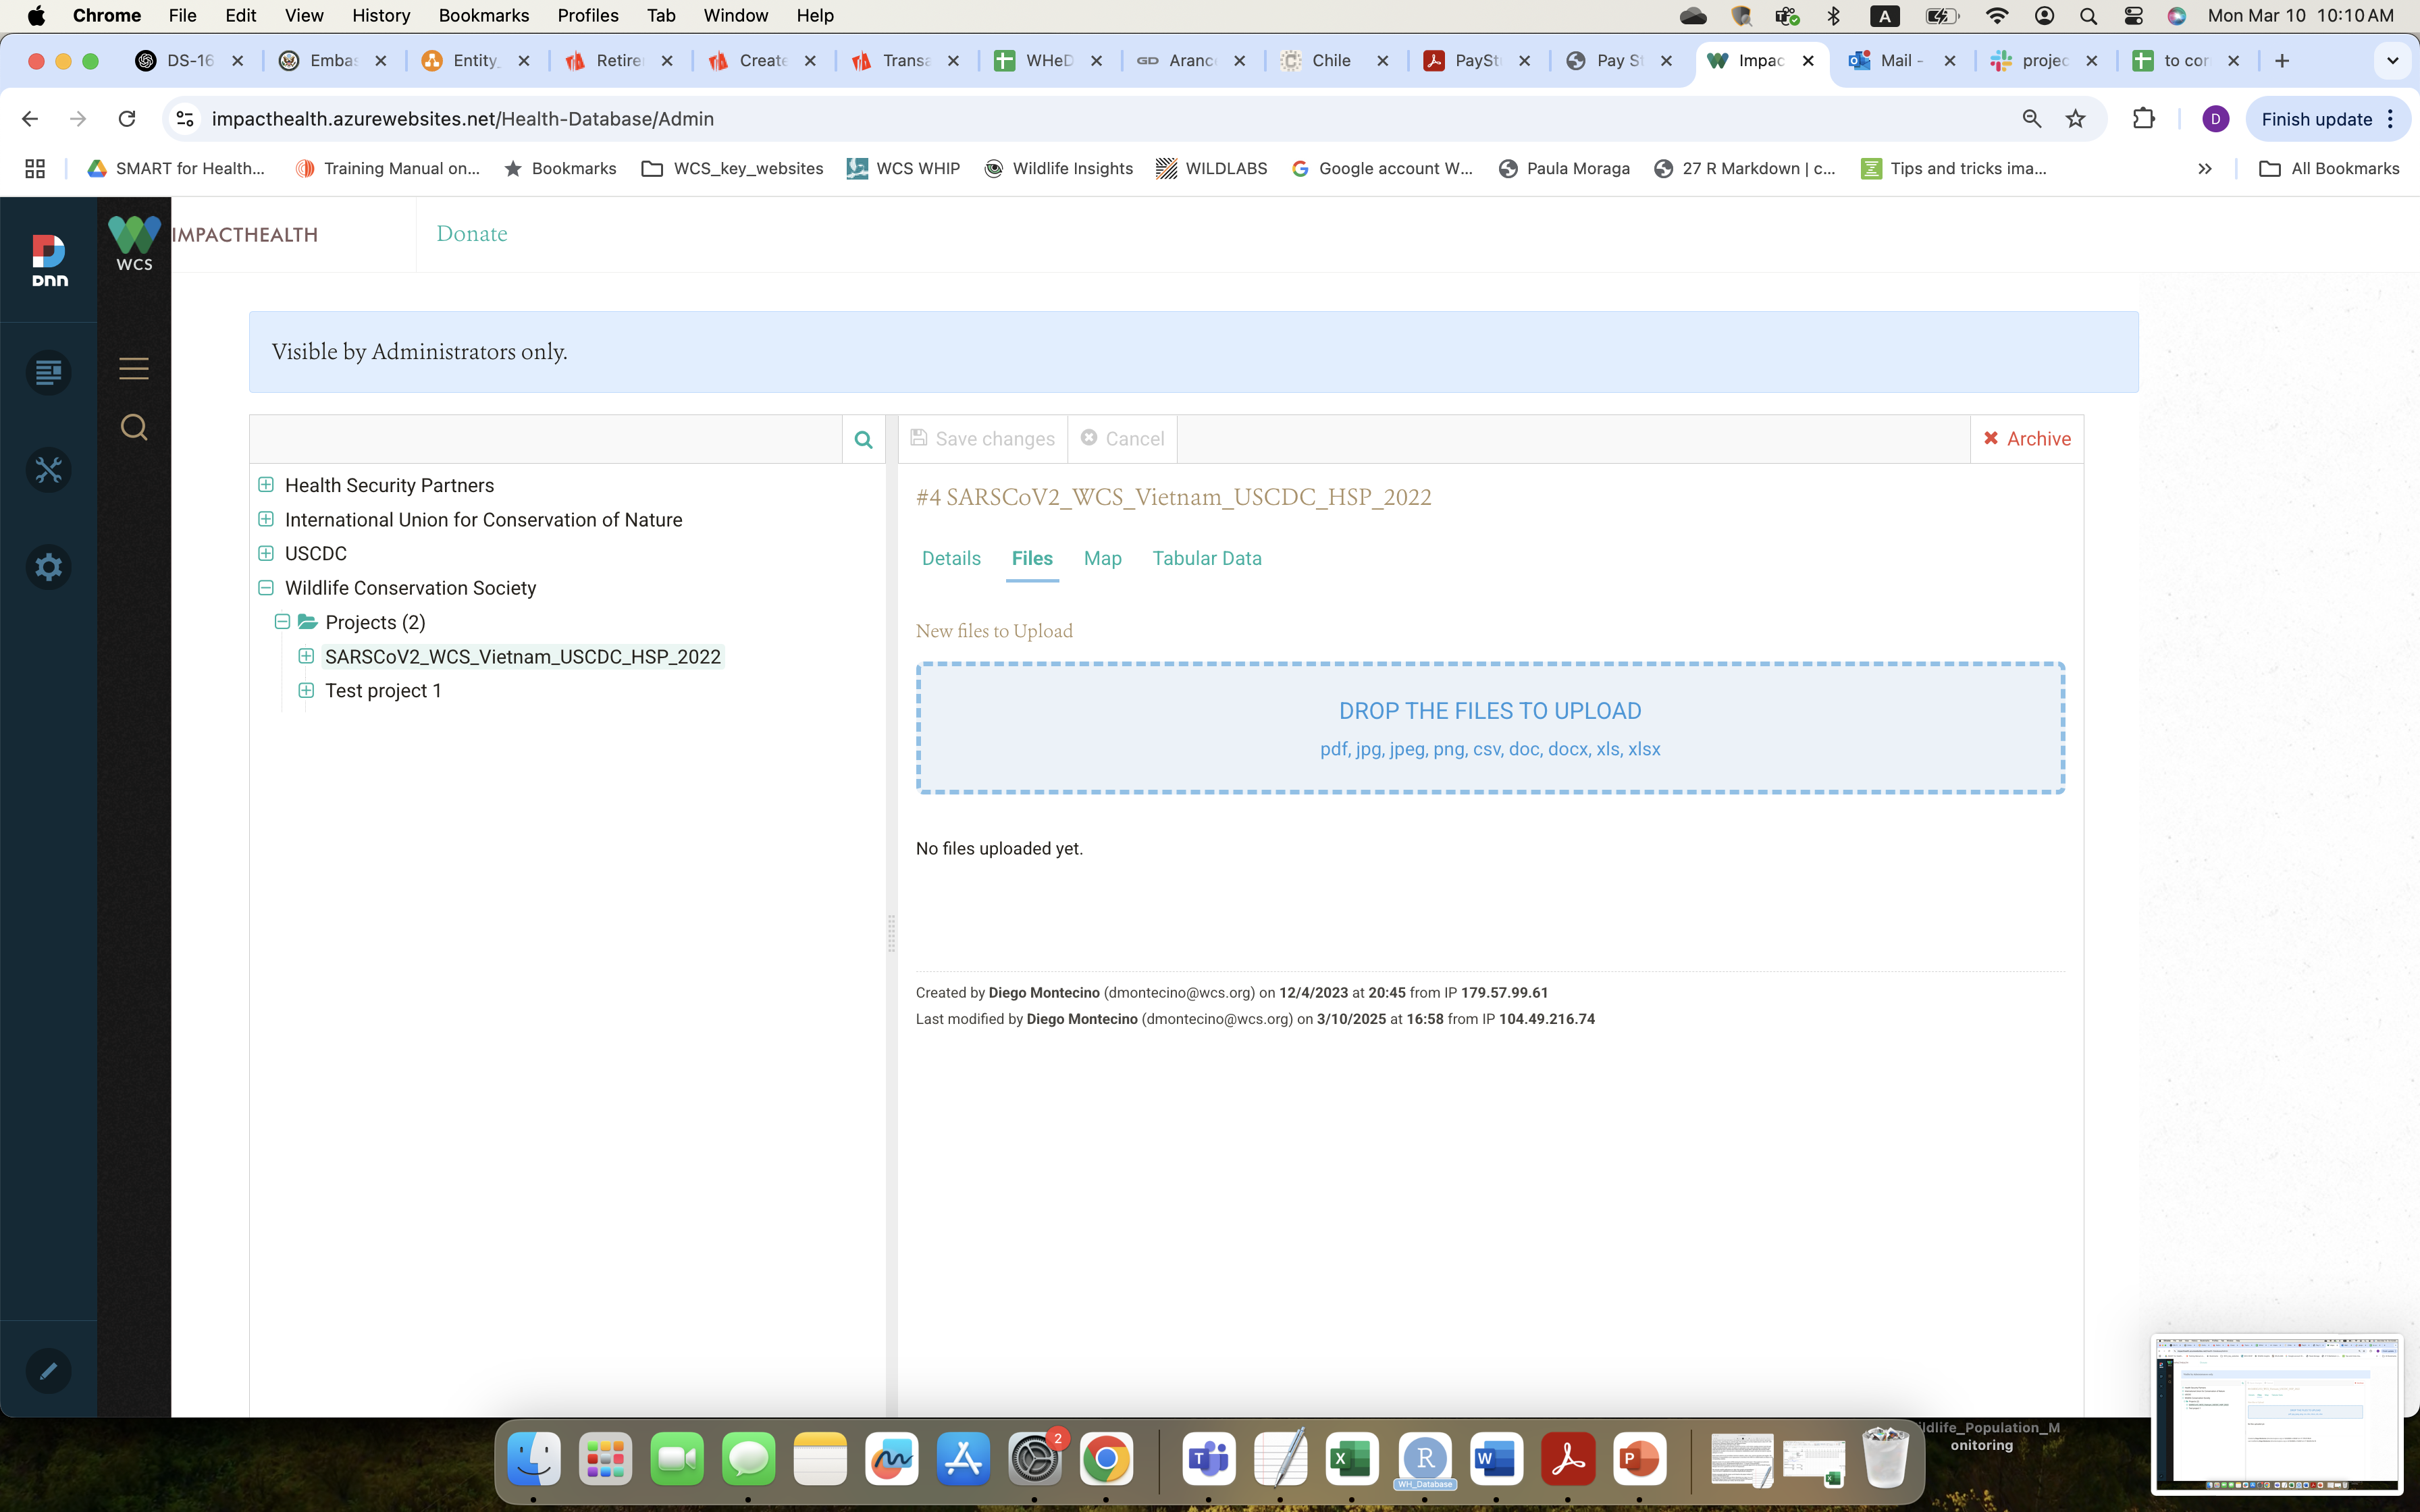 Chrome File Edit View History Bookmarks Profiles Tab Window Help A Mon Mar 10 10:10 AM
DS-16 Embas Entity_ Retire Create Transa WHeD GD Aranc Chile PaySt Pay St Impac Mail - projec to cor
impacthealth.azurewebsites.net/Health-Database/Admin D Finish update
SMART for Health... Training Manual on... Bookmarks WCS_key_websites WCS WHIP Wildlife Insights WILDLABS Google account W... Paula Moraga 27 R Markdown | c... Tips and tricks ima... All Bookmarks
DNN
WCS
IMPACTHEALTH
Donate
Visible by Administrators only.
Save changes Cancel Archive
Health Security Partners
International Union for Conservation of Nature
USCDC
Wildlife Conservation Society
Projects (2)
SARSCoV2_WCS_Vietnam_USCDC_HSP_2022
Test project 1
#4 SARSCoV2_WCS_Vietnam_USCDC_HSP_2022
Details Files Map Tabular Data
New files to Upload
DROP THE FILES TO UPLOAD
pdf, jpg, jpeg, png, csv, doc, docx, xls, xlsx
No files uploaded yet.
Created by Diego Montecino (dmontecino@wcs.org) on 12/4/2023 at 20:45 from IP 179.57.99.61
Last modified by Diego Montecino (dmontecino@wcs.org) on 3/10/2025 at 16:58 from IP 104.49.216.74
ildlife_Population_M
onitoring
2
T X R W P
WH_Database